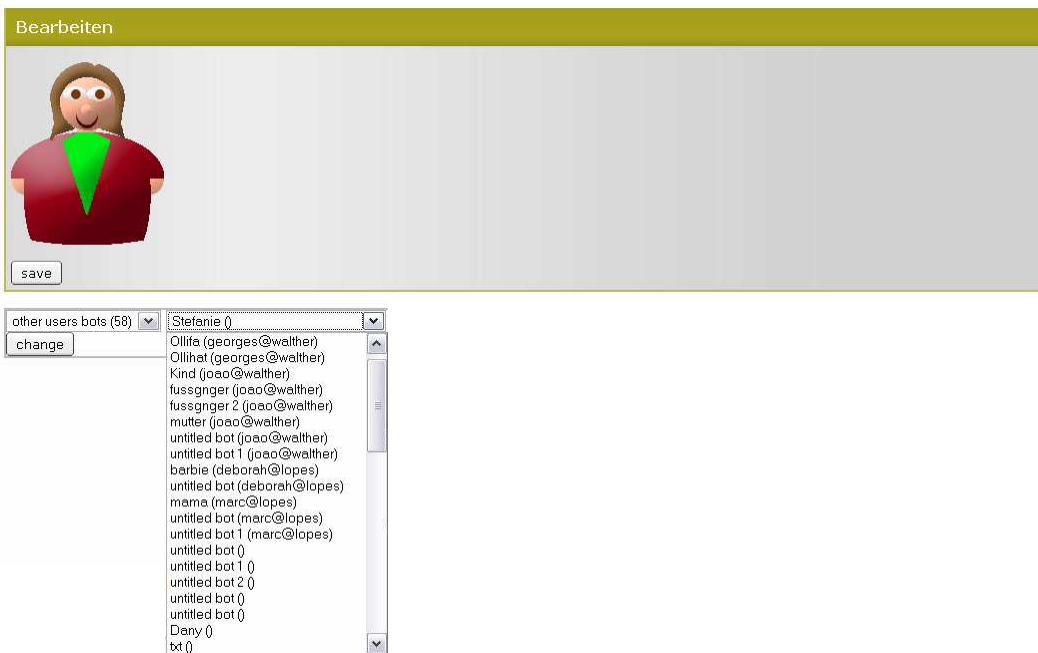 Bearbeiten
save
other users bots (58)
Stefanie ()
change
Ollifa (georges@walther)
Ollihat (georges@walther)
Kind (joao@walther)
fussgnger (joao@walther)
fussgnger 2 (joao@walther)
mutter (joao@walther)
untitled bot (joao@walther)
untitled bot 1 (joao@walther)
barbie (deborah@lopes)
untitled bot (deborah@lopes)
mama (marc@lopes)
untitled bot (marc@lopes)
untitled bot 1 (marc@lopes)
untitled bot ()
untitled bot 1 ()
untitled bot 2 ()
untitled bot ()
untitled bot ()
Dany ()
txt ()